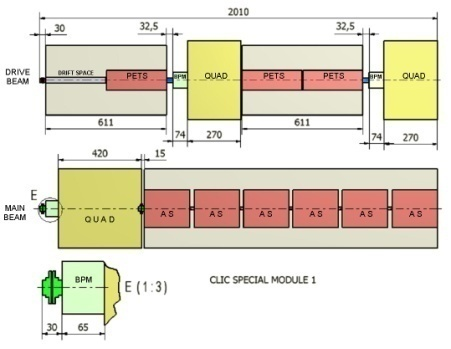 2010
30
32,5
32,5
DRIVE
BEAM
DRIFT SPACE
PETS
BPM
QUAD
PETS
PETS
BPM
QUAD
611
74
270
611
74
270
420
15
E
MAIN
BEAM
QUAD
AS
AS
AS
AS
AS
AS
BPM
E (1:3)
CLIC SPECIAL MODULE 1
30
65